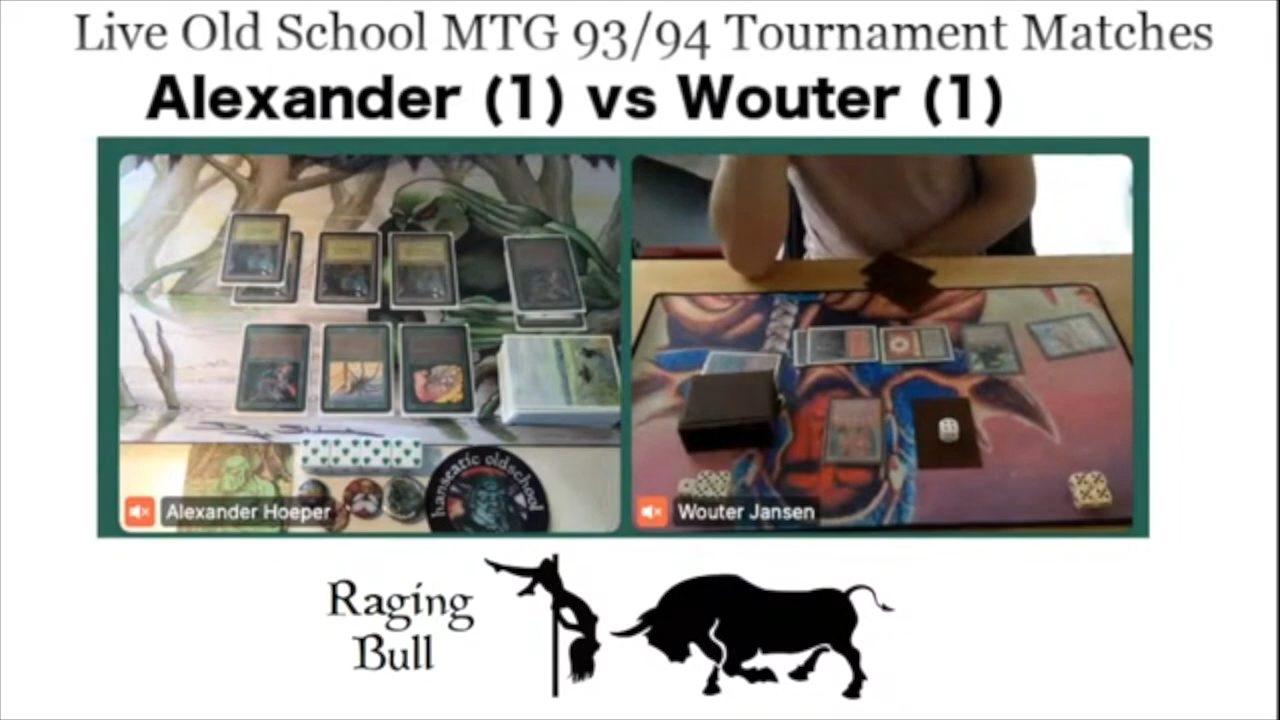 Live Old School MTG 93/94 Tournament Matches
Alexander (1) vs Wouter (1)
hanseatic oldschool
Alexander Hoeper
Wouter Jansen
Raging
Bull